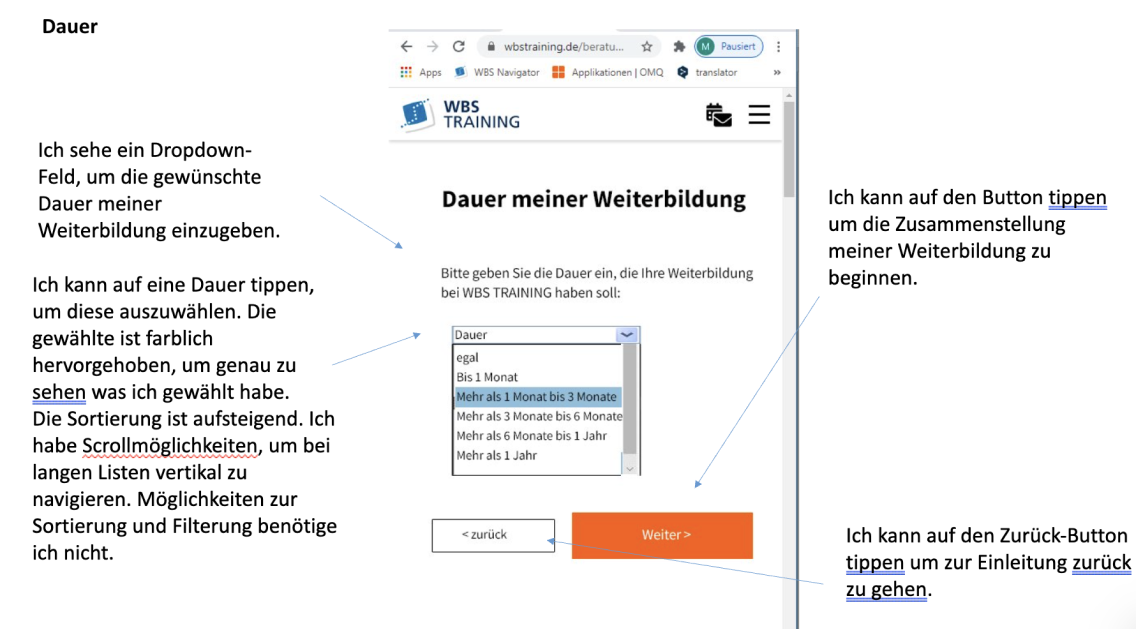 Dauer
wbstraining.de/beratu...
M
Pausiert
Apps
WBS Navigator
Applikationen | OMQ
translator
»
WBS
TRAINING
Ich sehe ein Dropdown-
Feld, um die gewünschte
Dauer meiner
Weiterbildung einzugeben.
Ich kann auf eine Dauer tippen,
um diese auszuwählen. Die
gewählte ist farblich
hervorgehoben, um genau zu
sehen was ich gewählt habe.
Die Sortierung ist aufsteigend. Ich
habe Scrollmöglichkeiten, um bei
langen Listen vertikal zu
navigieren. Möglichkeiten zur
Sortierung und Filterung benötige
ich nicht.
Dauer meiner Weiterbildung
Bitte geben Sie die Dauer ein, die Ihre Weiterbildung
bei WBS TRAINING haben soll:
Dauer
egal
Bis 1 Monat
Mehr als 1 Monat bis 3 Monate
Mehr als 3 Monate bis 6 Monate
Mehr als 6 Monate bis 1 Jahr
Mehr als 1 Jahr
< zurück
Weiter >
Ich kann auf den Button tippen
um die Zusammenstellung
meiner Weiterbildung zu
beginnen.
Ich kann auf den Zurück-Button
tippen um zur Einleitung zurück
zu gehen.